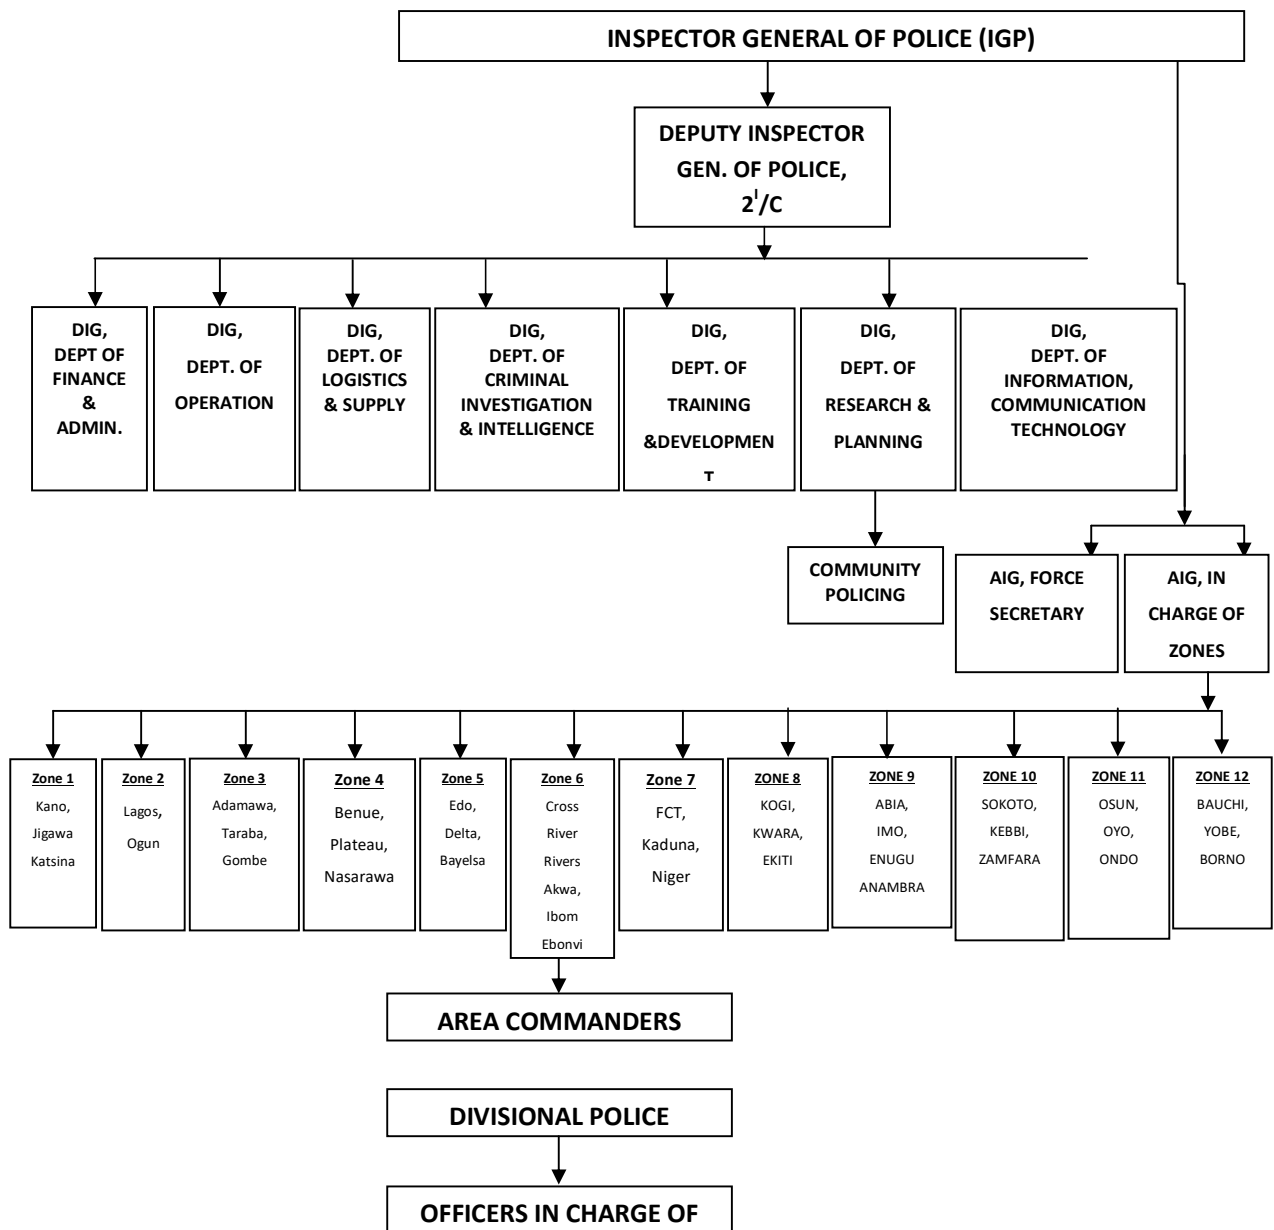 INSPECTOR GENERAL OF POLICE (IGP)
DEPUTY INSPECTOR
GEN. OF POLICE,
2ᴵ/C
DIG,
DEPT OF
FINANCE
&
ADMIN.
DIG,
DEPT. OF
OPERATION
DIG,
DEPT. OF
LOGISTICS
& SUPPLY
DIG,
DEPT. OF
CRIMINAL
INVESTIGATION
& INTELLIGENCE
DIG,
DEPT. OF
TRAINING
&DEVELOPMEN
T
DIG,
DEPT. OF
RESEARCH &
PLANNING
DIG,
DEPT. OF
INFORMATION,
COMMUNICATION
TECHNOLOGY
COMMUNITY
POLICING
AIG, FORCE
SECRETARY
AIG, IN
CHARGE OF
ZONES
Zone 1
Kano,
Jigawa
Katsina
Zone 2
Lagos,
Ogun
Zone 3
Adamawa,
Taraba,
Gombe
Zone 4
Benue,
Plateau,
Nasarawa
Zone 5
Edo,
Delta,
Bayelsa
Zone 6
Cross
River
Rivers
Akwa,
Ibom
Ebonvi
Zone 7
FCT,
Kaduna,
Niger
ZONE 8
KOGI,
KWARA,
EKITI
ZONE 9
ABIA,
IMO,
ENUGU
ANAMBRA
ZONE 10
SOKOTO,
KEBBI,
ZAMFARA
ZONE 11
OSUN,
OYO,
ONDO
ZONE 12
BAUCHI,
YOBE,
BORNO
AREA COMMANDERS
DIVISIONAL POLICE
OFFICERS IN CHARGE OF